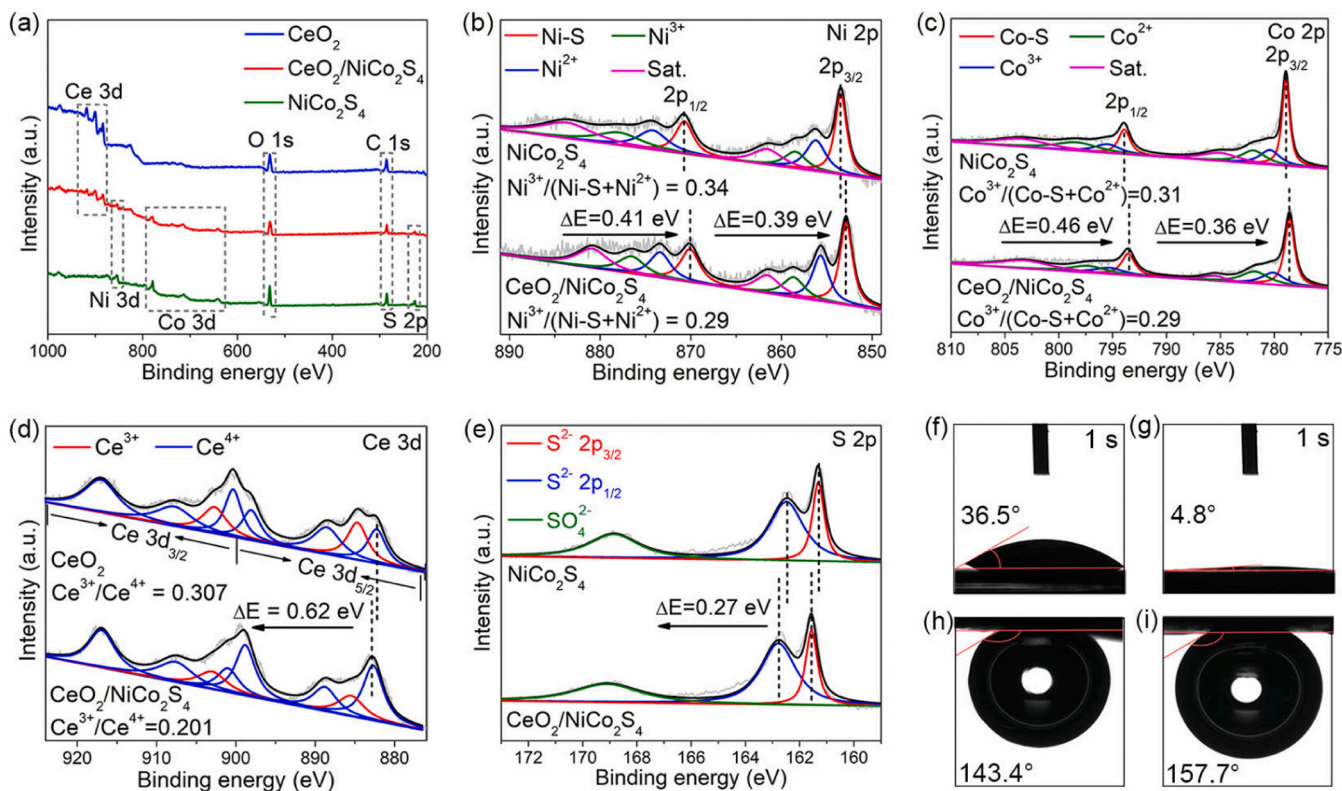 (a)
CeO2
CeO2/NiCo2S4
NiCo2S4
Ce 3d
O 1s
C 1s
Ni 3d
Co 3d
S 2p
Intensity (a.u.)
1000 800 600 400 200
Binding energy (eV)
(b)
Ni-S Ni3+ Ni 2p
Ni2+ Sat.
2p3/2
2p1/2
NiCo2S4
Ni3+/(Ni-S+Ni2+) = 0.34
ΔE=0.41 eV ΔE=0.39 eV
CeO2/NiCo2S4
Ni3+/(Ni-S+Ni2+) = 0.29
Intensity (a.u.)
890 880 870 860 850
Binding energy (eV)
(c)
Co-S Co2+ Co 2p
Co3+ Sat.
2p3/2
2p1/2
NiCo2S4
Co3+/(Co-S+Co2+)=0.31
ΔE=0.46 eV ΔE=0.36 eV
CeO2/NiCo2S4
Co3+/(Co-S+Co2+)=0.29
Intensity (a.u.)
810 805 800 795 790 785 780 775
Binding energy (eV)
(d)
Ce3+ Ce4+ Ce 3d
Ce 3d3/2
Ce 3d5/2
CeO2
Ce3+/Ce4+ = 0.307
ΔE = 0.62 eV
CeO2/NiCo2S4
Ce3+/Ce4+=0.201
Intensity (a.u.)
920 910 900 890 880
Binding energy (eV)
(e)
S2- 2p3/2 S 2p
S2- 2p1/2
SO42-
NiCo2S4
ΔE=0.27 eV
CeO2/NiCo2S4
Intensity (a.u.)
172 170 168 166 164 162 160
Binding energy (eV)
(f) 1 s
36.5°
(g) 1 s
4.8°
(h)
143.4°
(i)
157.7°